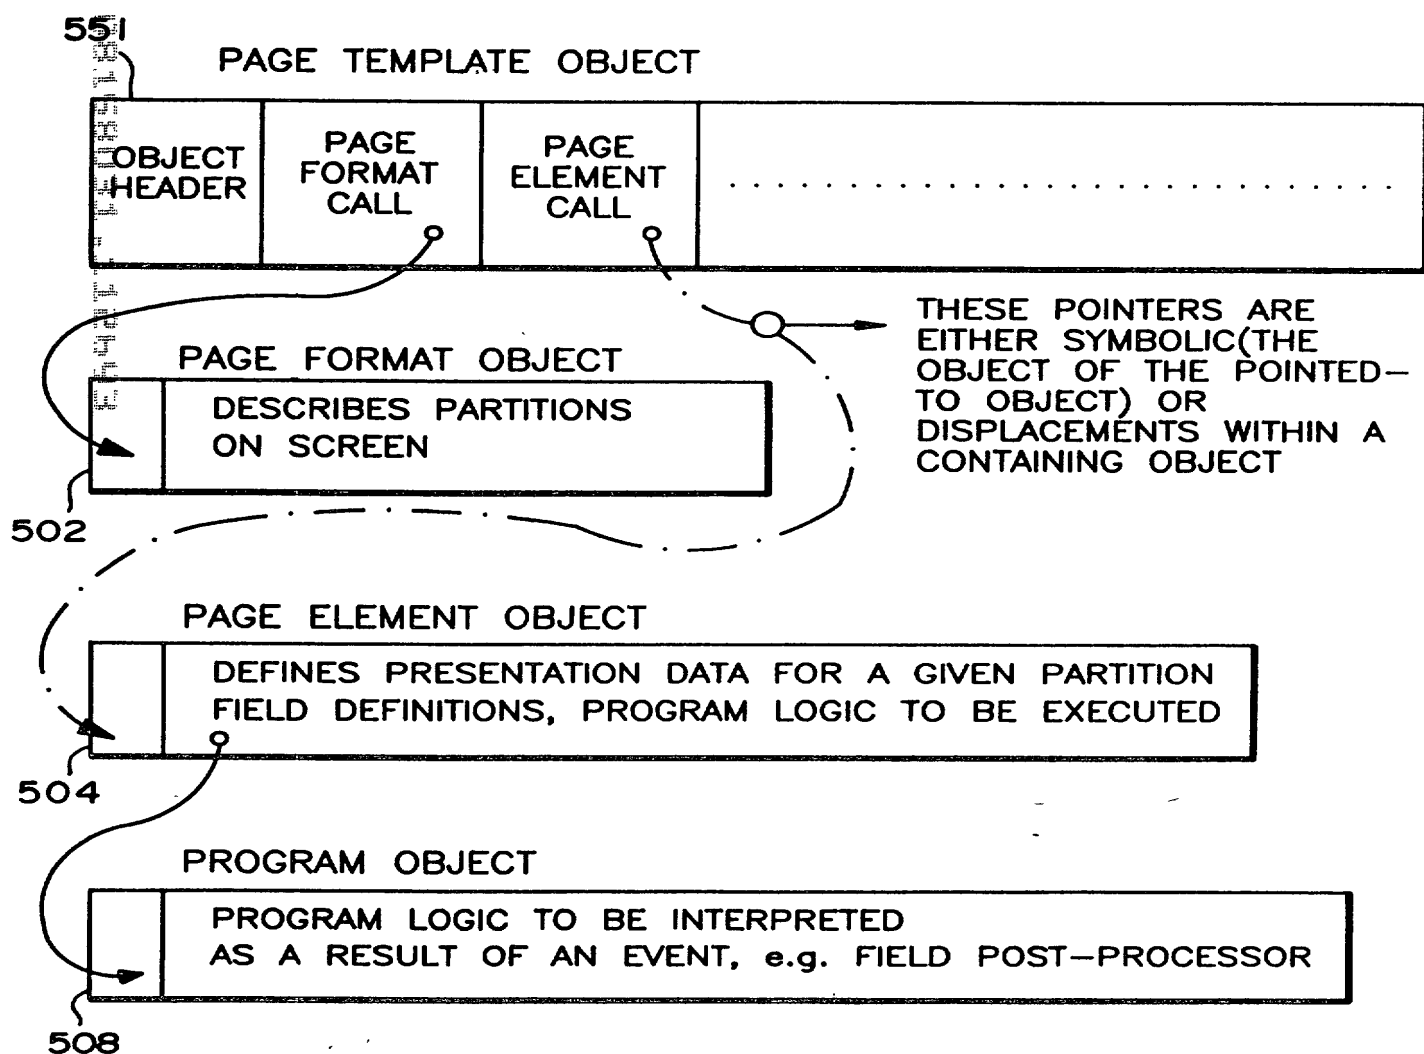 551
PAGE TEMPLATE OBJECT
OBJECT
HEADER
PAGE
FORMAT
CALL
PAGE
ELEMENT
CALL
THESE POINTERS ARE
EITHER SYMBOLIC(THE
OBJECT OF THE POINTED-
TO OBJECT) OR
DISPLACEMENTS WITHIN A
CONTAINING OBJECT
PAGE FORMAT OBJECT
DESCRIBES PARTITIONS
ON SCREEN
502
PAGE ELEMENT OBJECT
DEFINES PRESENTATION DATA FOR A GIVEN PARTITION
FIELD DEFINITIONS, PROGRAM LOGIC TO BE EXECUTED
504
PROGRAM OBJECT
PROGRAM LOGIC TO BE INTERPRETED
AS A RESULT OF AN EVENT, e.g. FIELD POST-PROCESSOR
508